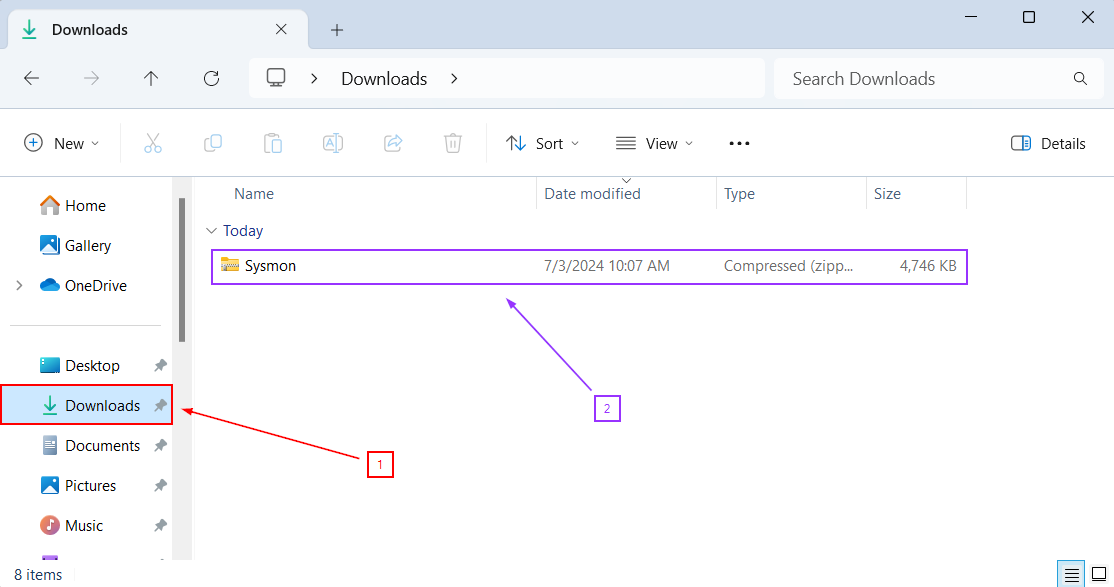 Downloads
Downloads
Search Downloads
New
Sort
View
Details
Name Date modified Type Size
Home
Gallery
OneDrive
Desktop
Downloads
Documents
Pictures
Music
Today
Sysmon 7/3/2024 10:07 AM Compressed (zipp... 4,746 KB
2
1
8 items